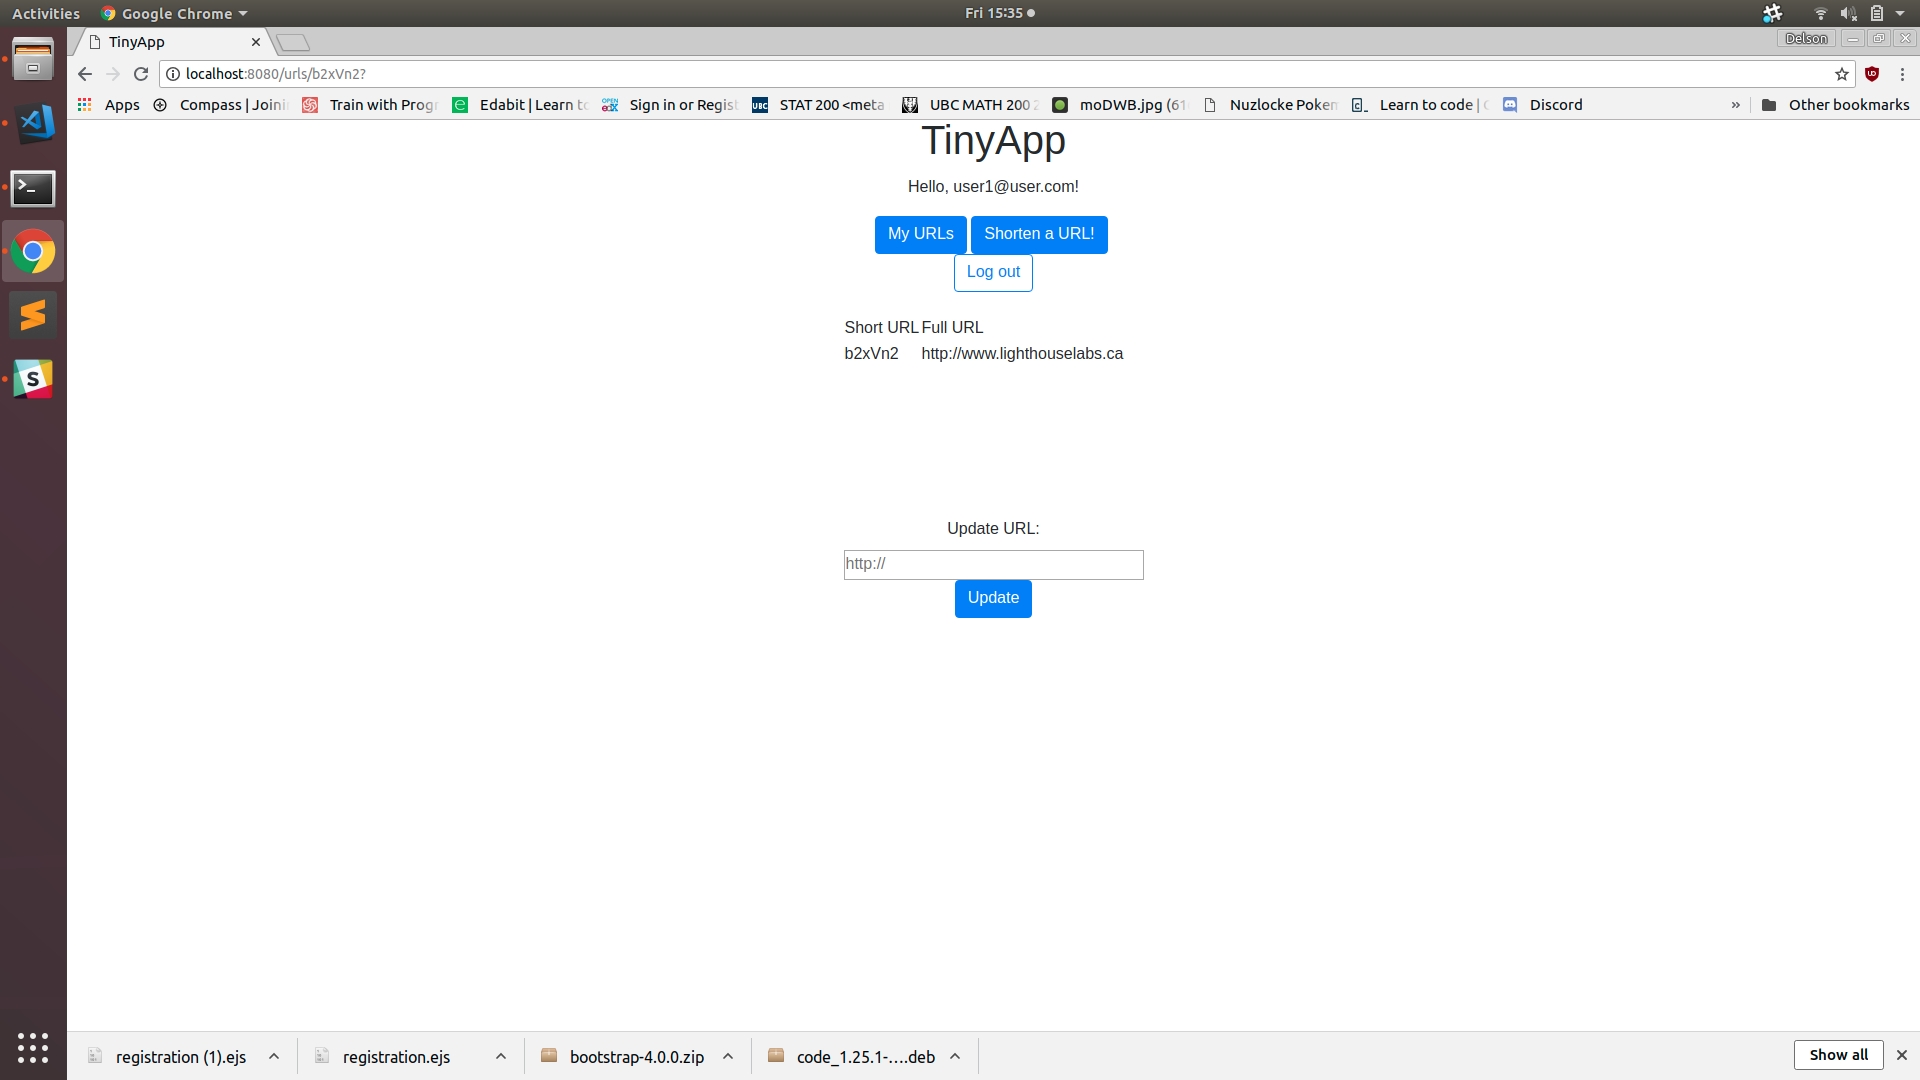 Activities Google Chrome Fri 15:35
TinyApp Delson
localhost:8080/urls/b2xVn2?
Apps Compass | Joini Train with Progr Edabit | Learn to Sign in or Regist STAT 200 <meta UBC MATH 200 2 moDWB.jpg (61 Nuzlocke Pokem Learn to code | C Discord » Other bookmarks
TinyApp
Hello, user1@user.com!
My URLs Shorten a URL!
Log out
Short URL Full URL
b2xVn2 http://www.lighthouselabs.ca
Update URL:
http://
Update
registration (1).ejs registration.ejs bootstrap-4.0.0.zip code_1.25.1-....deb Show all